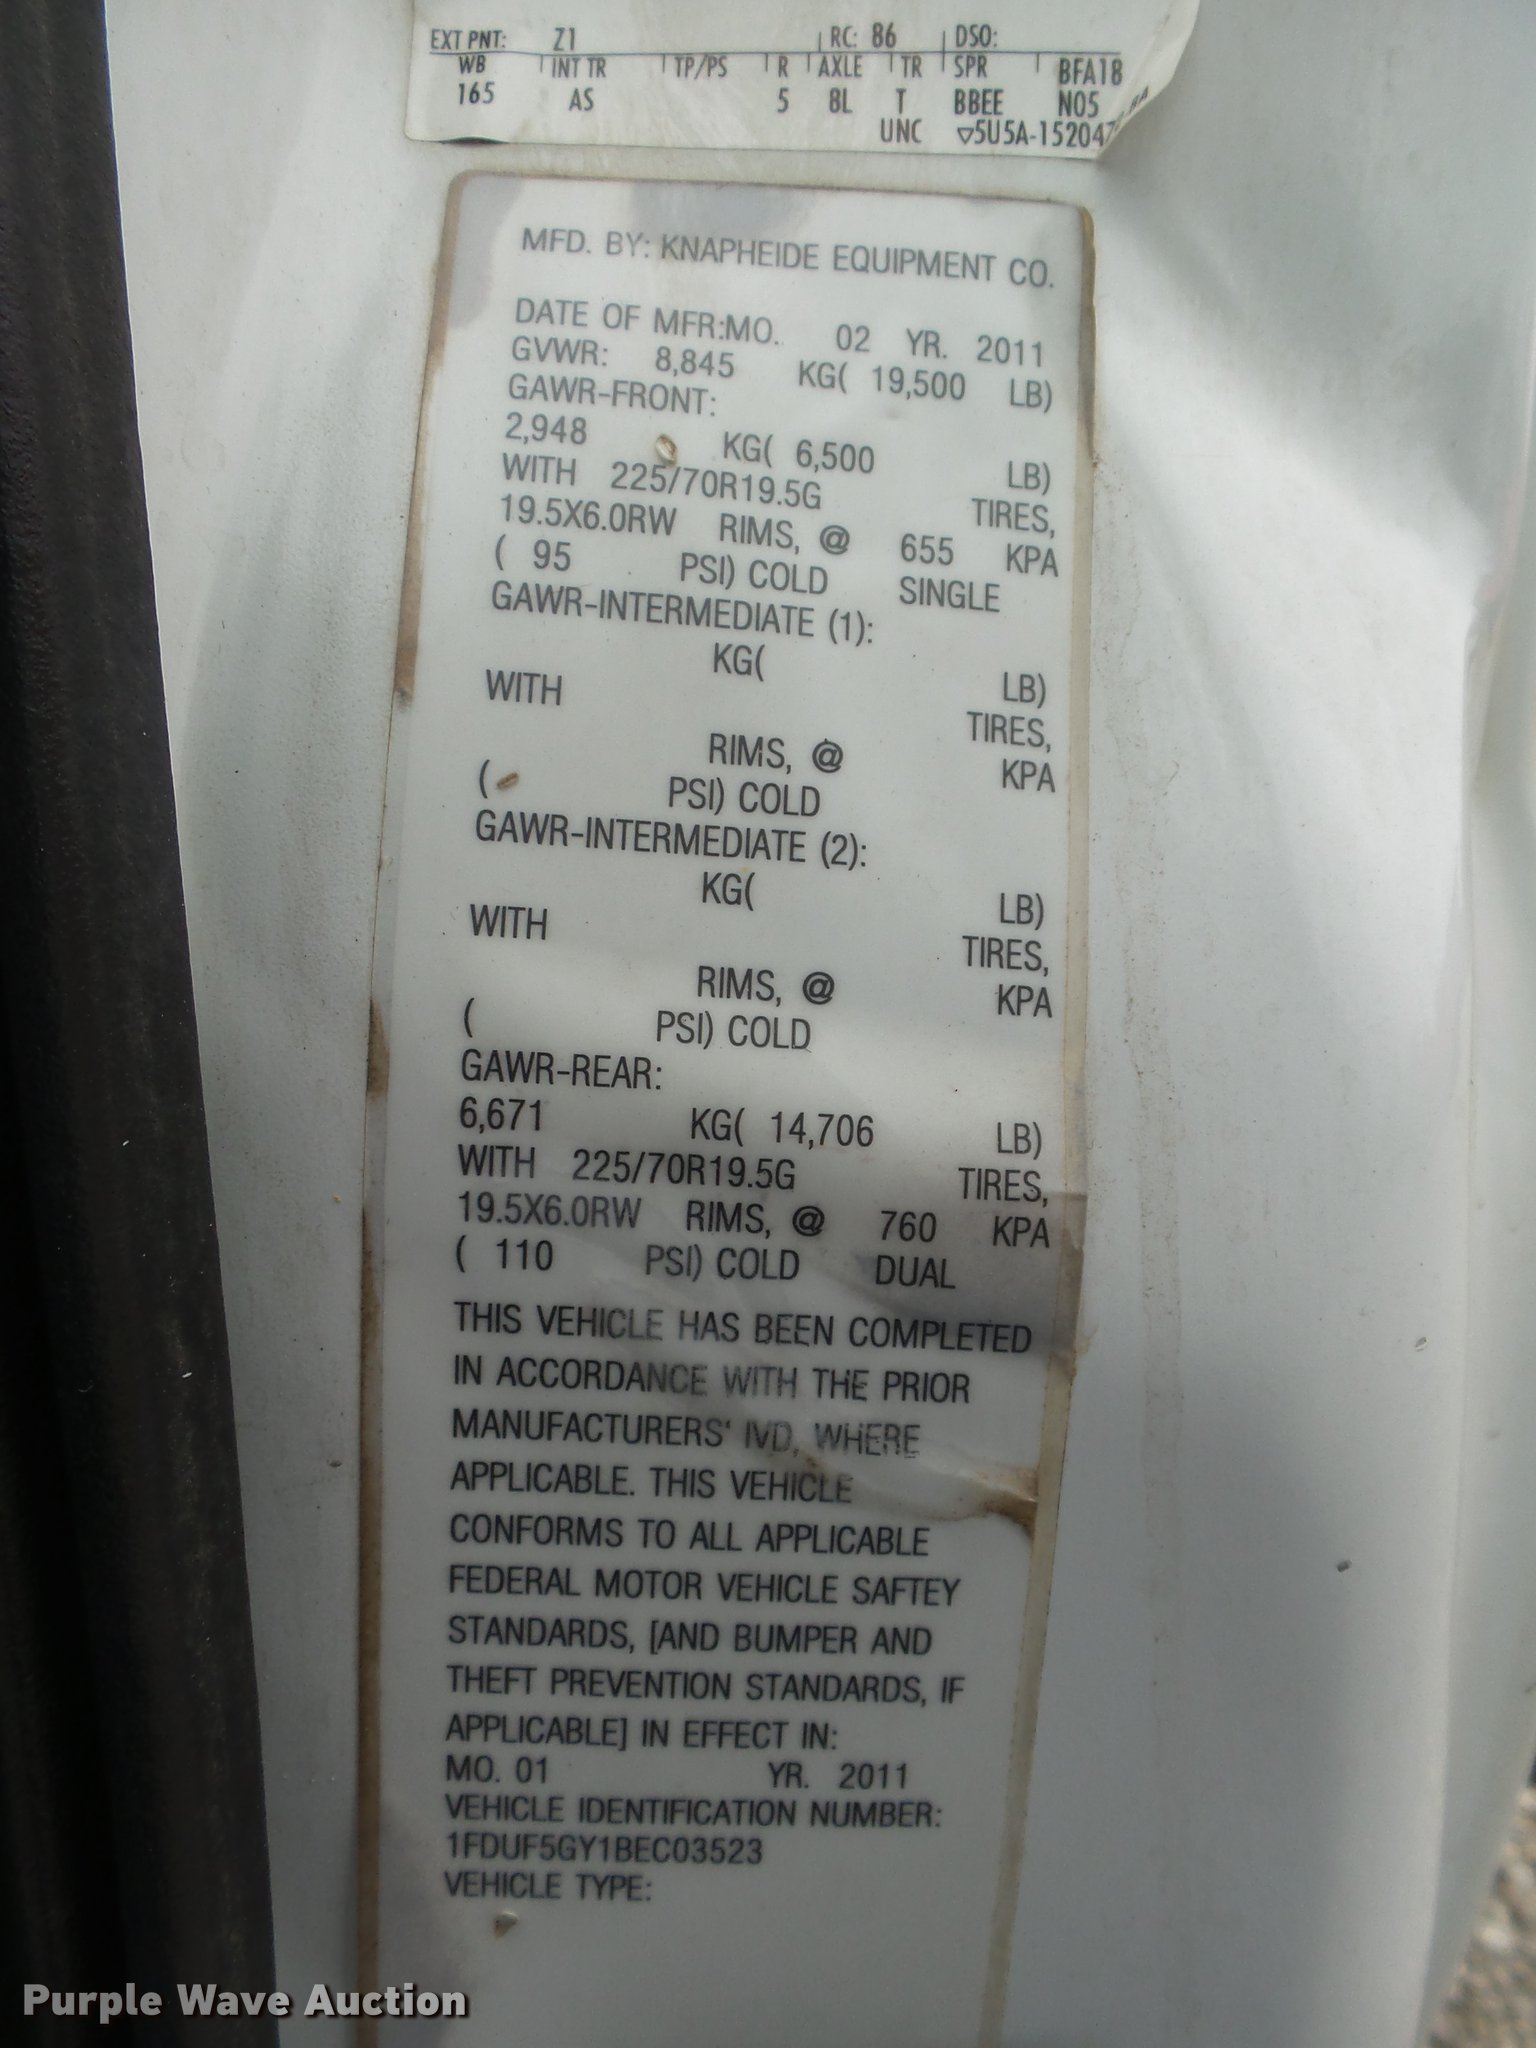 EXT PNT: Z1 RC: 86 DSO:
WB INT TR TP/PS R AXLE TR SPR BFA18
165 AS 5 8L T BBEE N05
UNC ▽5U5A-152047
MFD. BY: KNAPHEIDE EQUIPMENT CO.
DATE OF MFR:MO. 02 YR. 2011
GVWR: 8,845 KG( 19,500 LB)
GAWR-FRONT:
2,948 KG( 6,500 LB)
WITH 225/70R19.5G TIRES,
19.5X6.0RW RIMS, @ 655 KPA
( 95 PSI) COLD SINGLE
GAWR-INTERMEDIATE (1):
KG( LB)
WITH TIRES,
RIMS, @ KPA
( PSI) COLD
GAWR-INTERMEDIATE (2):
KG( LB)
WITH TIRES,
RIMS, @ KPA
( PSI) COLD
GAWR-REAR:
6,671 KG( 14,706 LB)
WITH 225/70R19.5G TIRES,
19.5X6.0RW RIMS, @ 760 KPA
( 110 PSI) COLD DUAL
THIS VEHICLE HAS BEEN COMPLETED
IN ACCORDANCE WITH THE PRIOR
MANUFACTURERS' IVD, WHERE
APPLICABLE. THIS VEHICLE
CONFORMS TO ALL APPLICABLE
FEDERAL MOTOR VEHICLE SAFTEY
STANDARDS, [AND BUMPER AND
THEFT PREVENTION STANDARDS, IF
APPLICABLE] IN EFFECT IN:
MO. 01 YR. 2011
VEHICLE IDENTIFICATION NUMBER:
1FDUF5GY1BEC03523
VEHICLE TYPE:
Purple Wave Auction